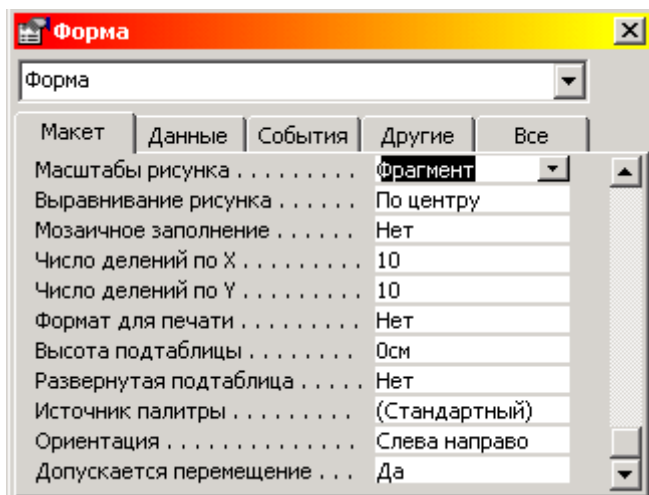 Форма
Форма
Макет Данные События Другие Все
Масштабы рисунка . . . . . . . . . Фрагмент
Выравнивание рисунка . . . . . . По центру
Мозаичное заполнение . . . . . . Нет
Число делений по X . . . . . . . . . 10
Число делений по Y . . . . . . . . . 10
Формат для печати . . . . . . . . . Нет
Высота подтаблицы . . . . . . . . 0см
Развернутая подтаблица . . . . . Нет
Источник палитры . . . . . . . . . (Стандартный)
Ориентация . . . . . . . . . . . . . . Слева направо
Допускается перемещение . . . Да